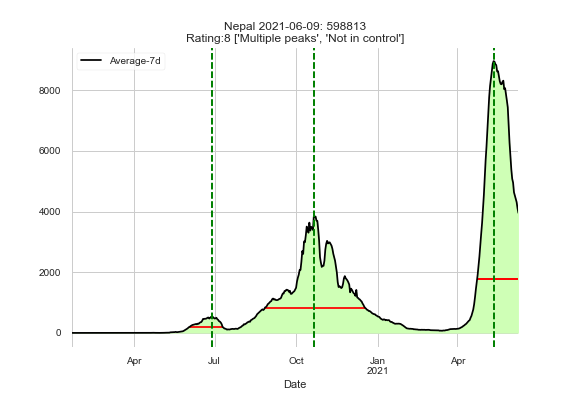 Nepal 2021-06-09: 598813
Rating:8 ['Multiple peaks', 'Not in control']
Average-7d
8000
6000
4000
2000
0
Apr
Jul
Oct
Jan
2021
Apr
Date